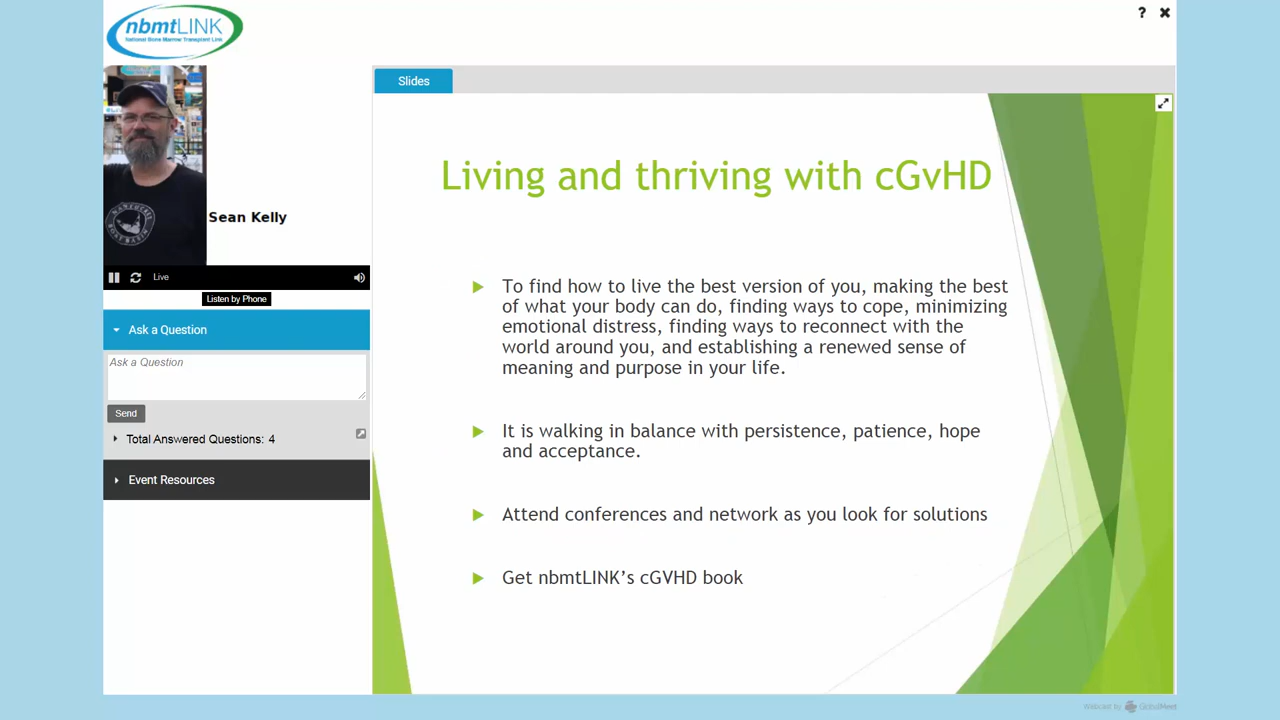 nbmtLINK
National Bone Marrow Transplant Link
? ×
Sean Kelly
Live
Listen by Phone
Ask a Question
Ask a Question
Send
Total Answered Questions: 4
Event Resources
Slides
Living and thriving with cGvHD
To find how to live the best version of you, making the best
of what your body can do, finding ways to cope, minimizing
emotional distress, finding ways to reconnect with the
world around you, and establishing a renewed sense of
meaning and purpose in your life.
It is walking in balance with persistence, patience, hope
and acceptance.
Attend conferences and network as you look for solutions
Get nbmtLINK’s cGVHD book
Webcast by GlobalMeet